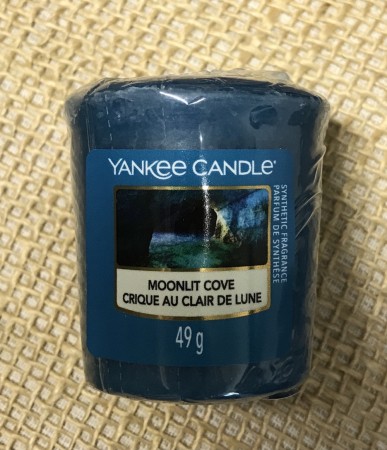 YANKEE CANDLE®
MOONLIT COVE
CRIQUE AU CLAIR DE LUNE
49 g
SYNTHETIC FRAGRANCE
PARFUM DE SYNTHÈSE